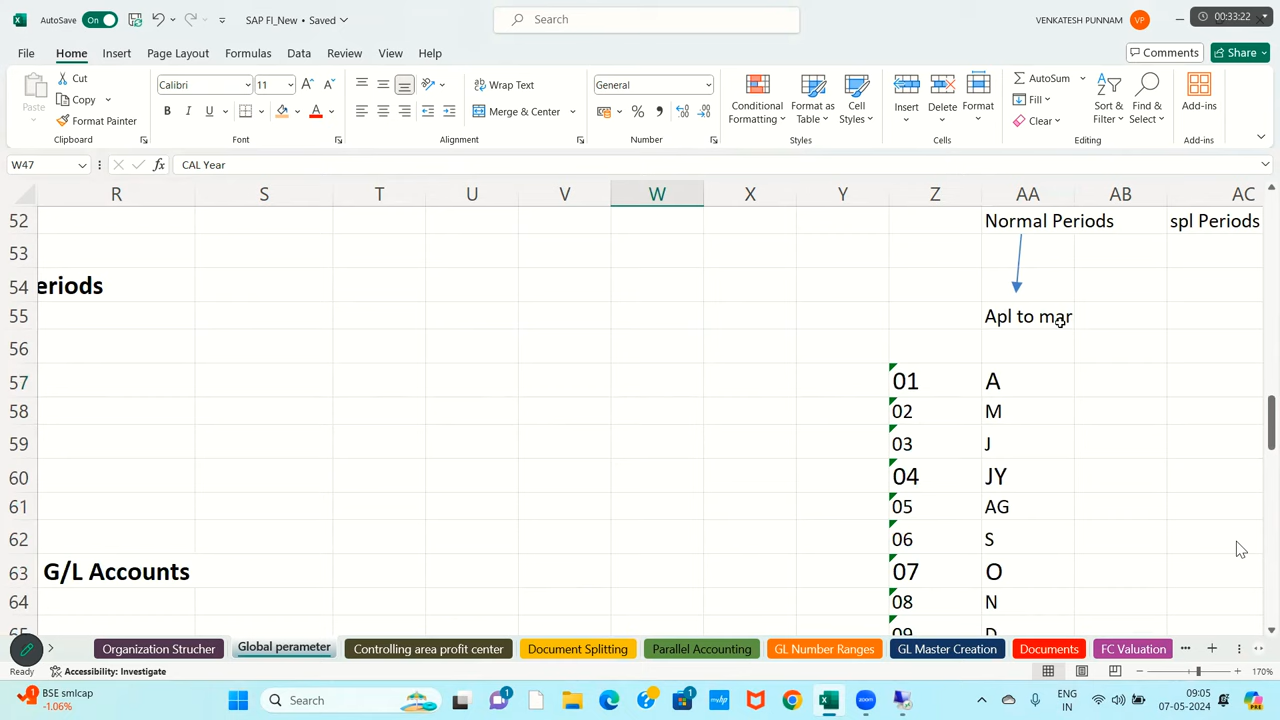 AutoSave On SAP FI_New • Saved Search VENKATESH PUNNAM VP 00:33:22
File Home Insert Page Layout Formulas Data Review View Help Comments Share
Paste Cut Copy Format Painter Calibri 11 Wrap Text Merge & Center General Conditional Formatting Format as Table Cell Styles Insert Delete Format AutoSum Fill Clear Sort & Filter Find & Select Add-ins
Clipboard Font Alignment Number Styles Cells Editing Add-ins
W47 fx CAL Year
R S T U V W X Y Z AA AB AC
52 Normal Periods spl Periods
53
54 eriods
55 Apl to mar
56
57 01 A
58 02 M
59 03 J
60 04 JY
61 05 AG
62 06 S
63 G/L Accounts 07 O
64 08 N
65 09 D
Organization Strucher Global perameter Controlling area profit center Document Splitting Parallel Accounting GL Number Ranges GL Master Creation Documents FC Valuation
Ready Accessibility: Investigate 170%
BSE smlcap -1.06% Search ENG IN 09:05 07-05-2024